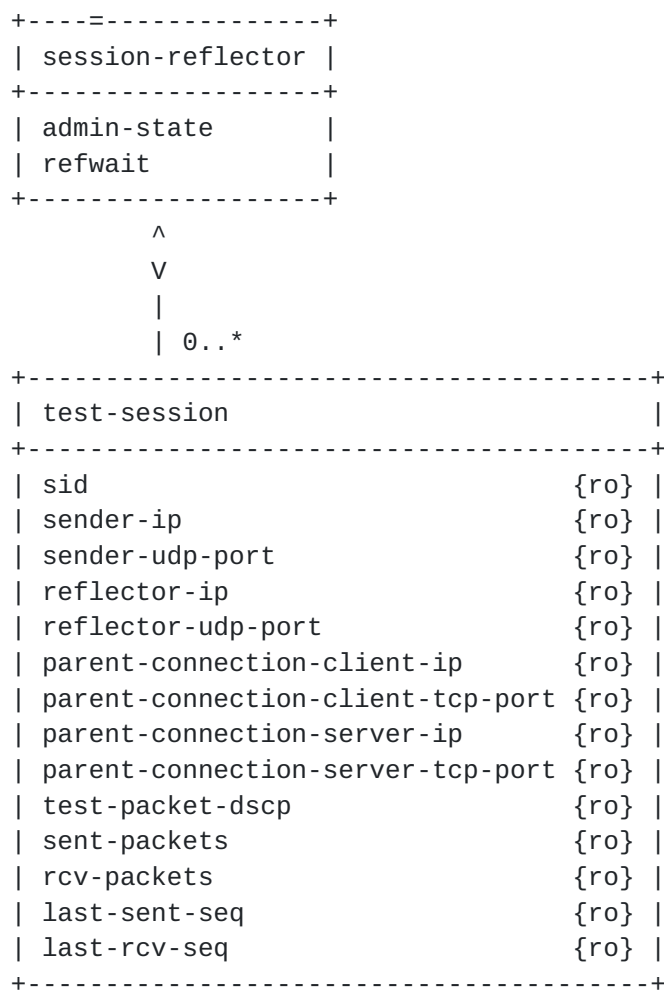 +----=--------------+
| session-reflector |
+-------------------+
| admin-state       |
| refwait           |
+-------------------+
         ^
         V
         |
         | 0..*
+----------------------------------------+
| test-session                           |
+----------------------------------------+
| sid                               {ro} |
| sender-ip                         {ro} |
| sender-udp-port                   {ro} |
| reflector-ip                      {ro} |
| reflector-udp-port                {ro} |
| parent-connection-client-ip       {ro} |
| parent-connection-client-tcp-port {ro} |
| parent-connection-server-ip       {ro} |
| parent-connection-server-tcp-port {ro} |
| test-packet-dscp                  {ro} |
| sent-packets                      {ro} |
| rcv-packets                       {ro} |
| last-sent-seq                     {ro} |
| last-rcv-seq                      {ro} |
+----------------------------------------+